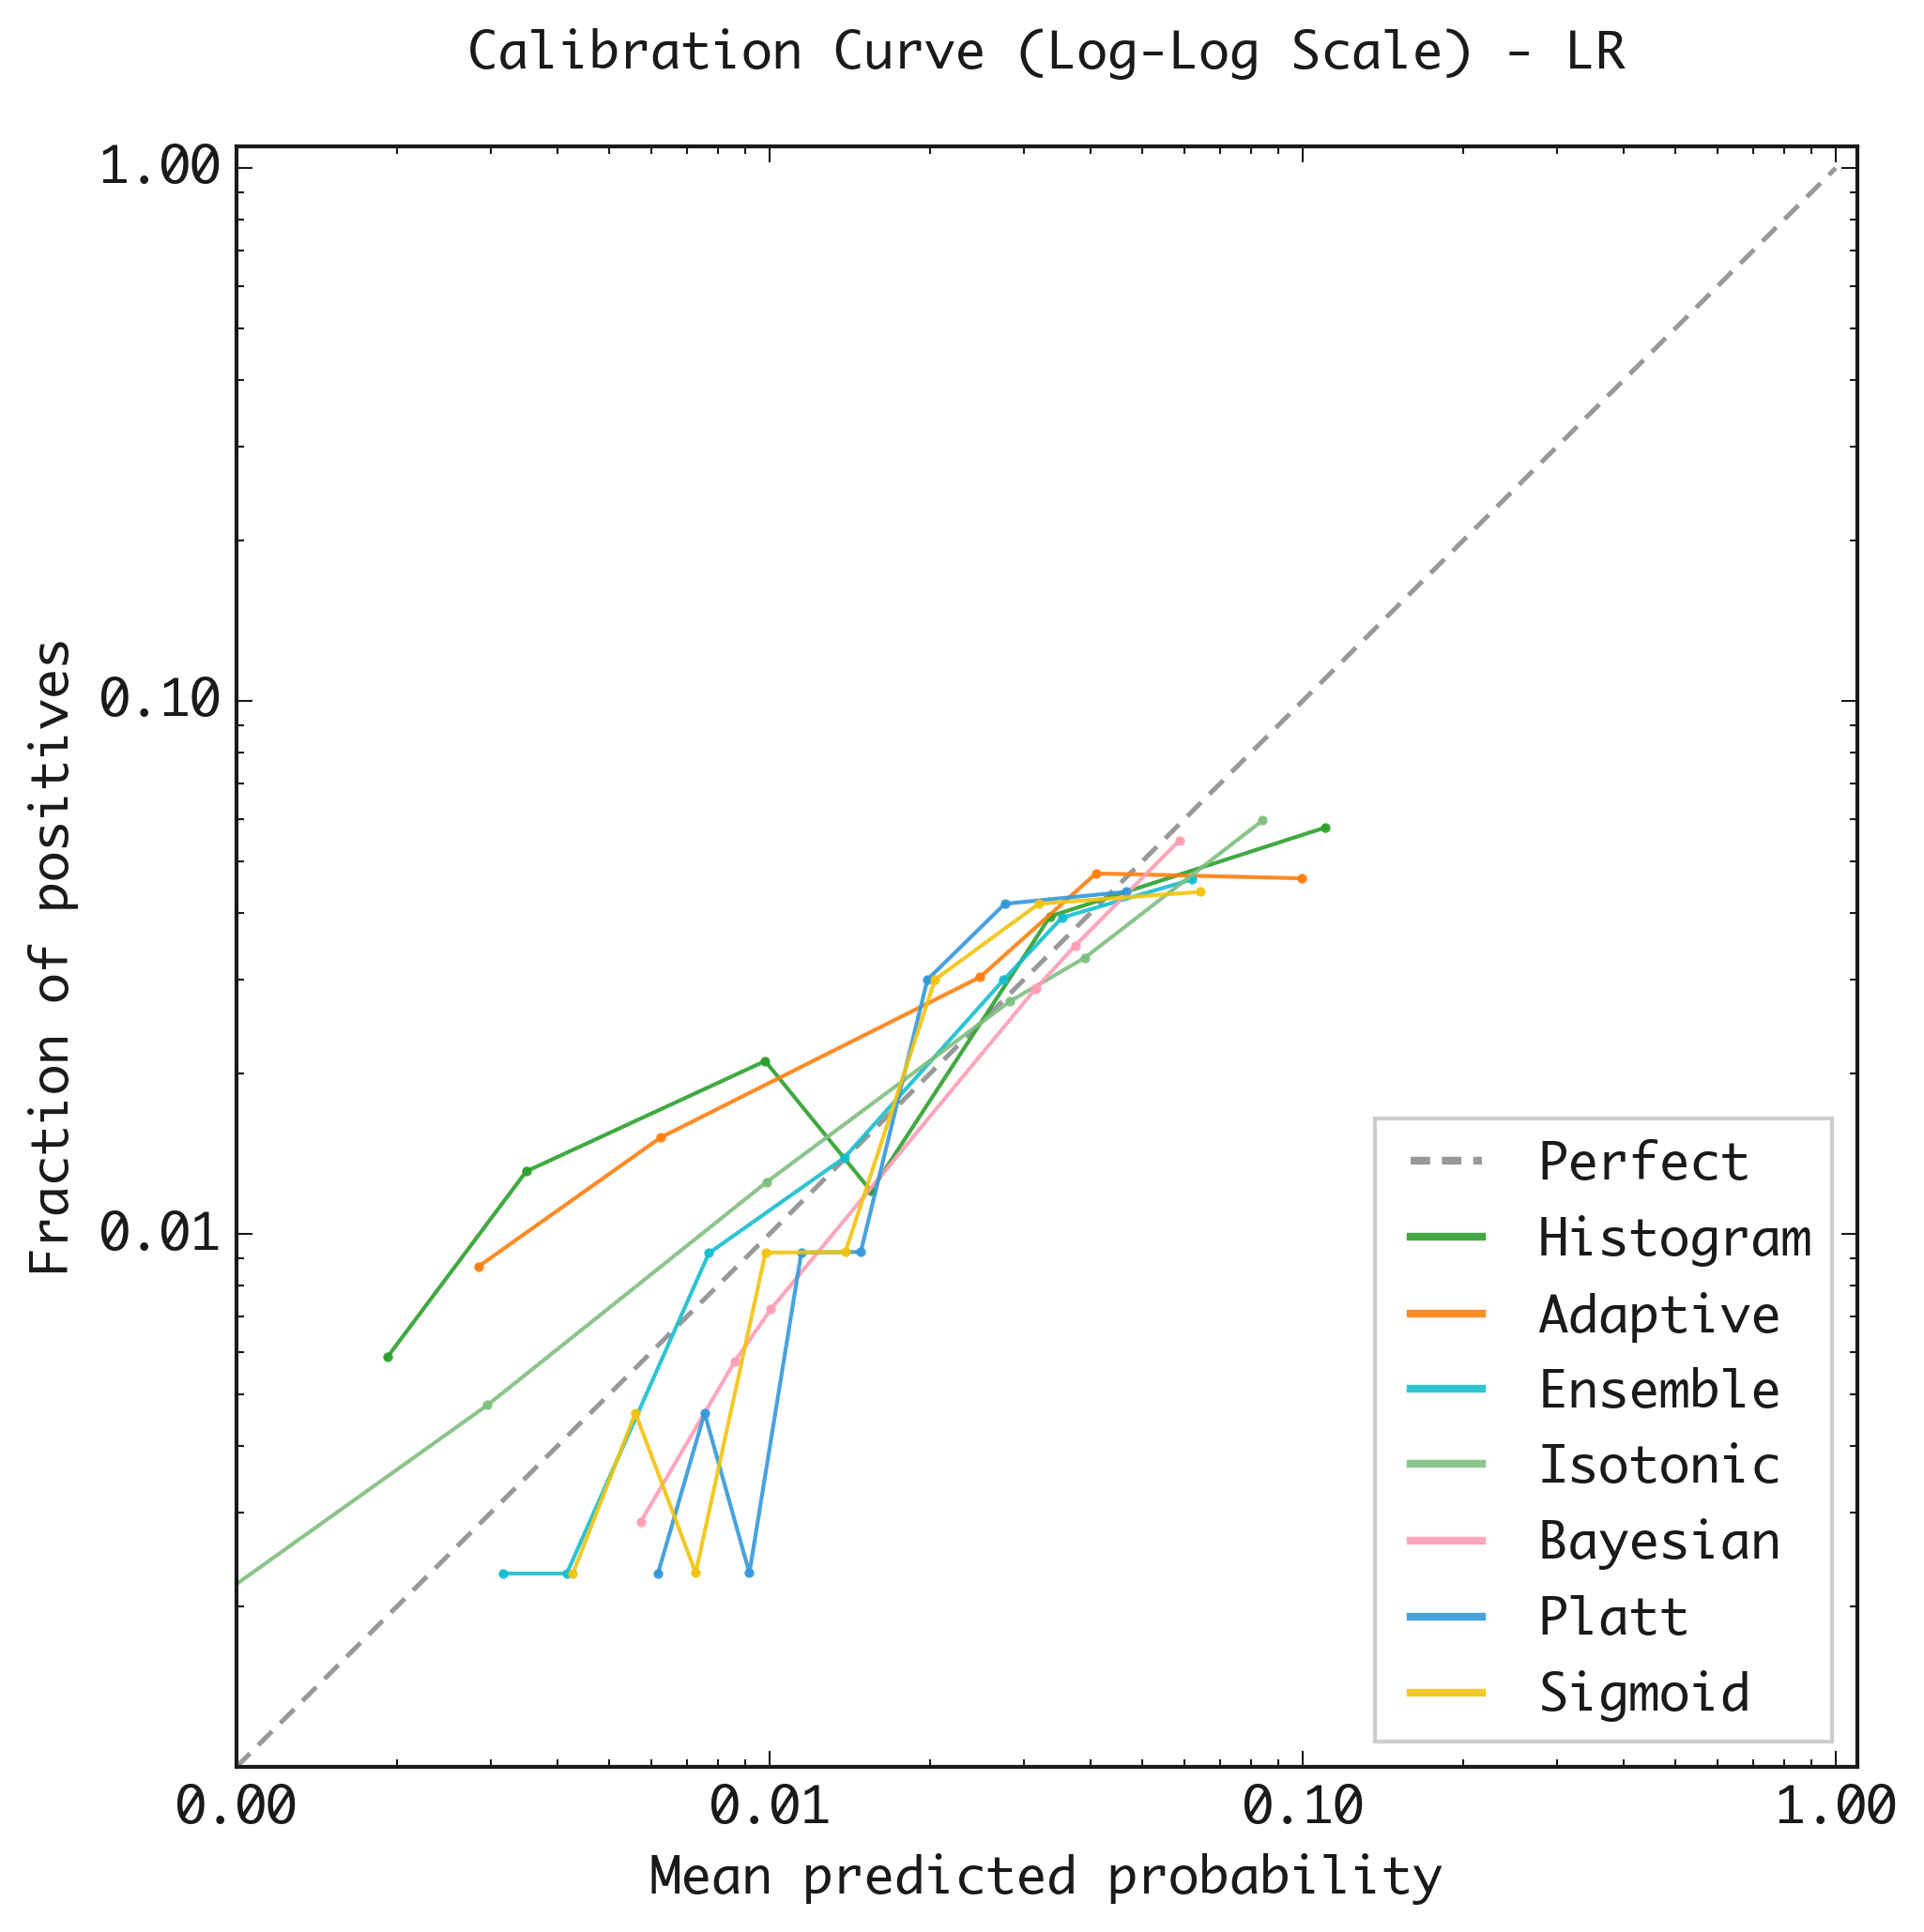 Calibration Curve (Log-Log Scale) - LR
1.00
0.10
0.01
Fraction of positives
0.00
0.01
0.10
1.00
Mean predicted probability
Perfect
Histogram
Adaptive
Ensemble
Isotonic
Bayesian
Platt
Sigmoid